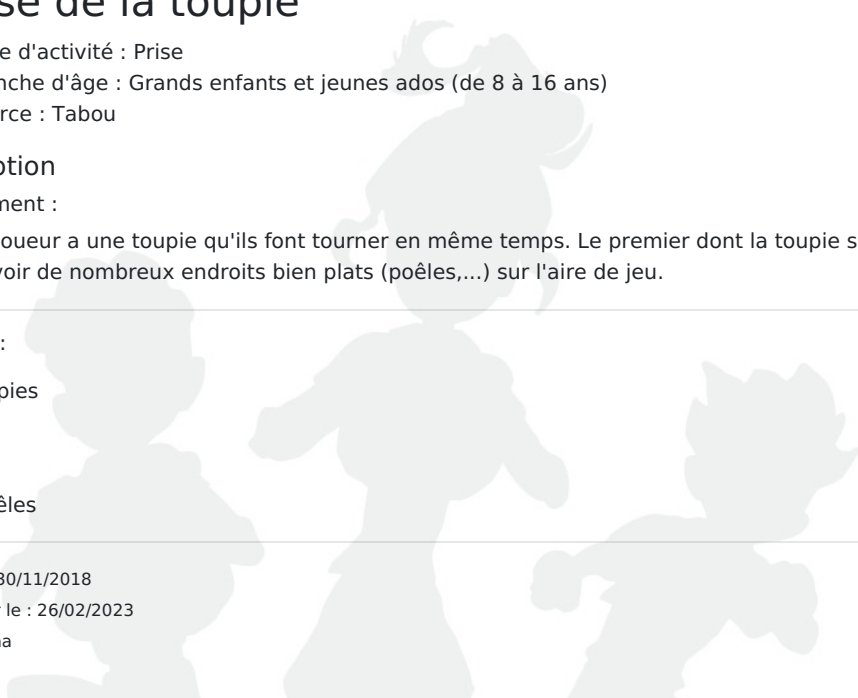 se de la toupie
e d'activité : Prise
nche d'âge : Grands enfants et jeunes ados (de 8 à 16 ans)
rce : Tabou
otion
ment :
oueur a une toupie qu'ils font tourner en même temps. Le premier dont la toupie s
voir de nombreux endroits bien plats (poêles,...) sur l'aire de jeu.
:
pies
êles
30/11/2018
le : 26/02/2023
na